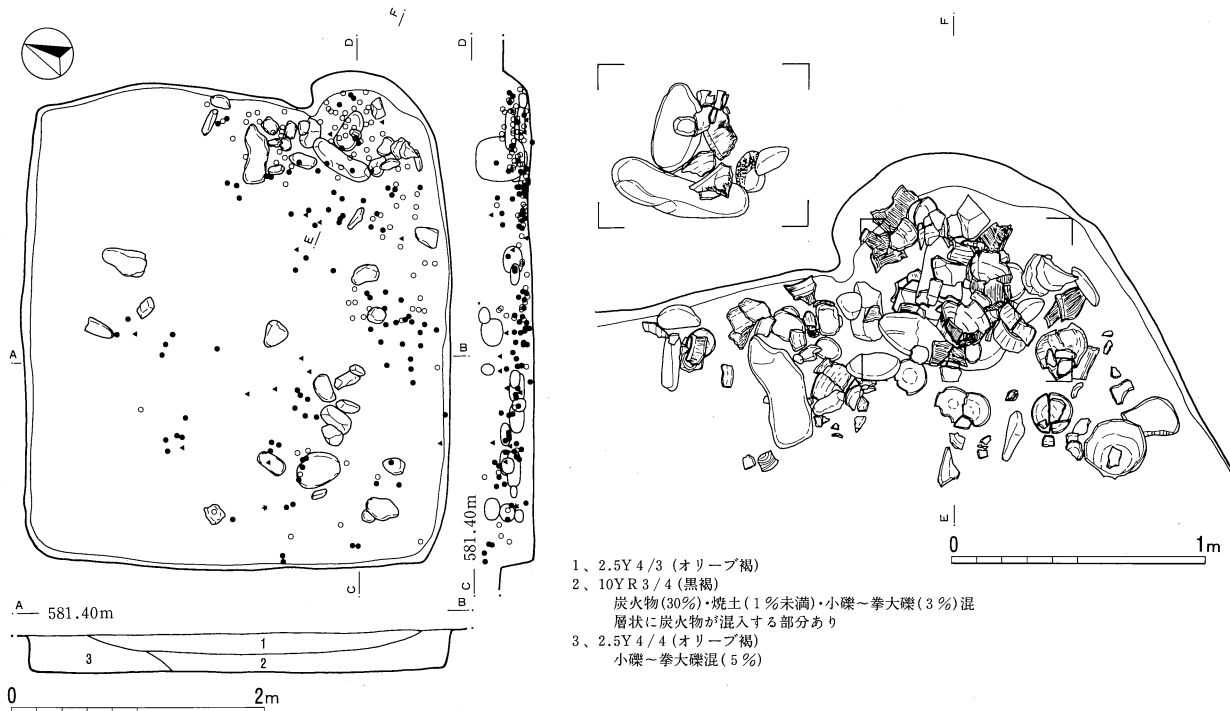 F
D
D
F
E
A
B
581.40m
E
C
C
B
A 581.40m
1
2
3
0 2m
0 1m
1、2.5Y 4/3 (オリーブ褐)
2、10YR 3/4 (黒褐)
炭火物(30%)・焼土(1%未満)・小礫〜拳大礫(3%)混
層状に炭火物が混入する部分あり
3、2.5Y 4/4 (オリーブ褐)
小礫〜拳大礫混(5%)